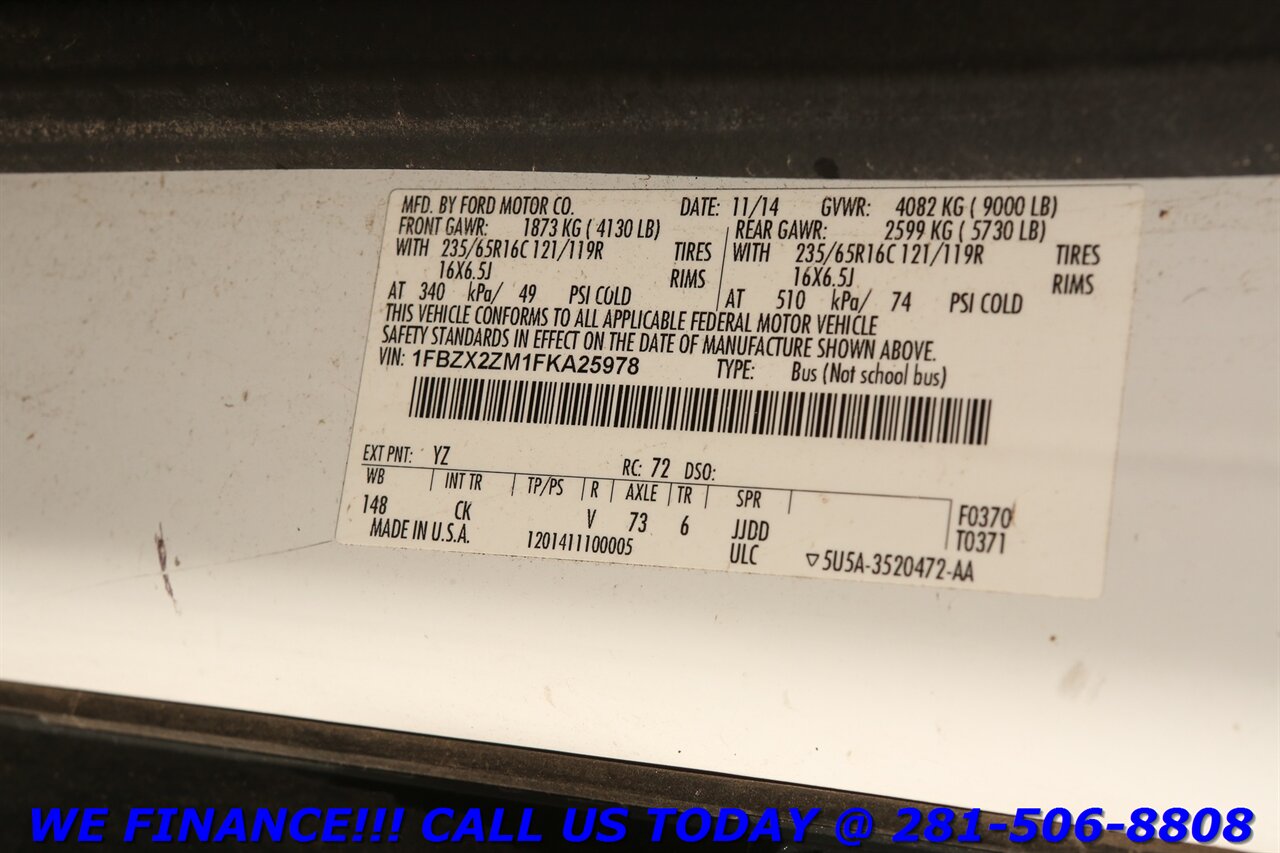 MFD. BY FORD MOTOR CO. DATE: 11/14 GVWR: 4082 KG ( 9000 LB)
FRONT GAWR: 1873 KG ( 4130 LB) REAR GAWR: 2599 KG ( 5730 LB)
WITH 235/65R16C 121/119R TIRES WITH 235/65R16C 121/119R TIRES
16X6.5J RIMS 16X6.5J RIMS
AT 340 kPa/ 49 PSI COLD AT 510 kPa/ 74 PSI COLD
THIS VEHICLE CONFORMS TO ALL APPLICABLE FEDERAL MOTOR VEHICLE
SAFETY STANDARDS IN EFFECT ON THE DATE OF MANUFACTURE SHOWN ABOVE.
VIN: 1FBZX2ZM1FKA25978 TYPE: Bus (Not school bus)
EXT PNT: YZ RC: 72 DSO:
WB INT TR TP/PS R AXLE TR SPR
148 CK V 73 6 JJDD F0370
MADE IN U.S.A. 1201411100005 ULC T0371
▽5U5A-3520472-AA
WE FINANCE!!! CALL US TODAY @ 281-506-8808